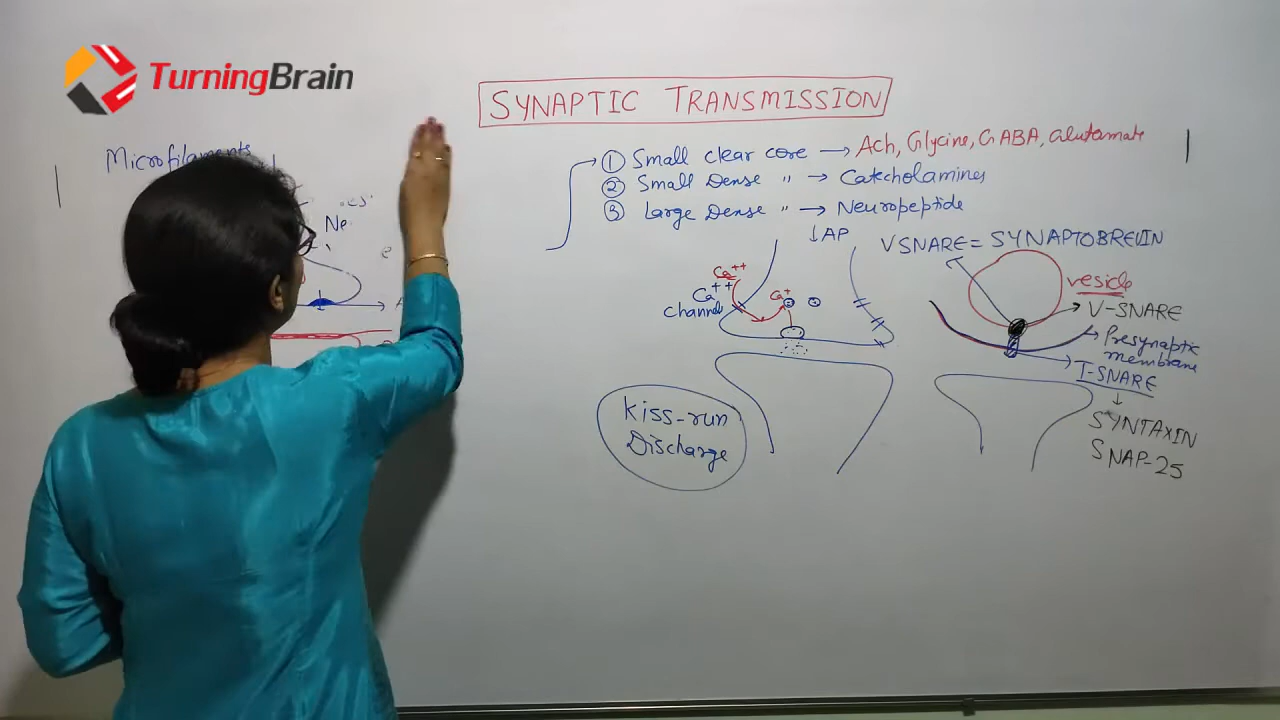 TurningBrain
SYNAPTIC TRANSMISSION
Microfilaments
① Small clear core → Ach, Glycine, GABA, Glutamate
② Small Dense " → Catecholamines
③ Large Dense " → Neuropeptide
Ne
↓AP
VSNARE = SYNAPTOBREVIN
Ca++
Ca++
channel
Ca+
vesicle
V-SNARE
Presynaptic
membrane
T-SNARE
↓
SYNTAXIN
SNAP-25
Kiss-run
Discharge